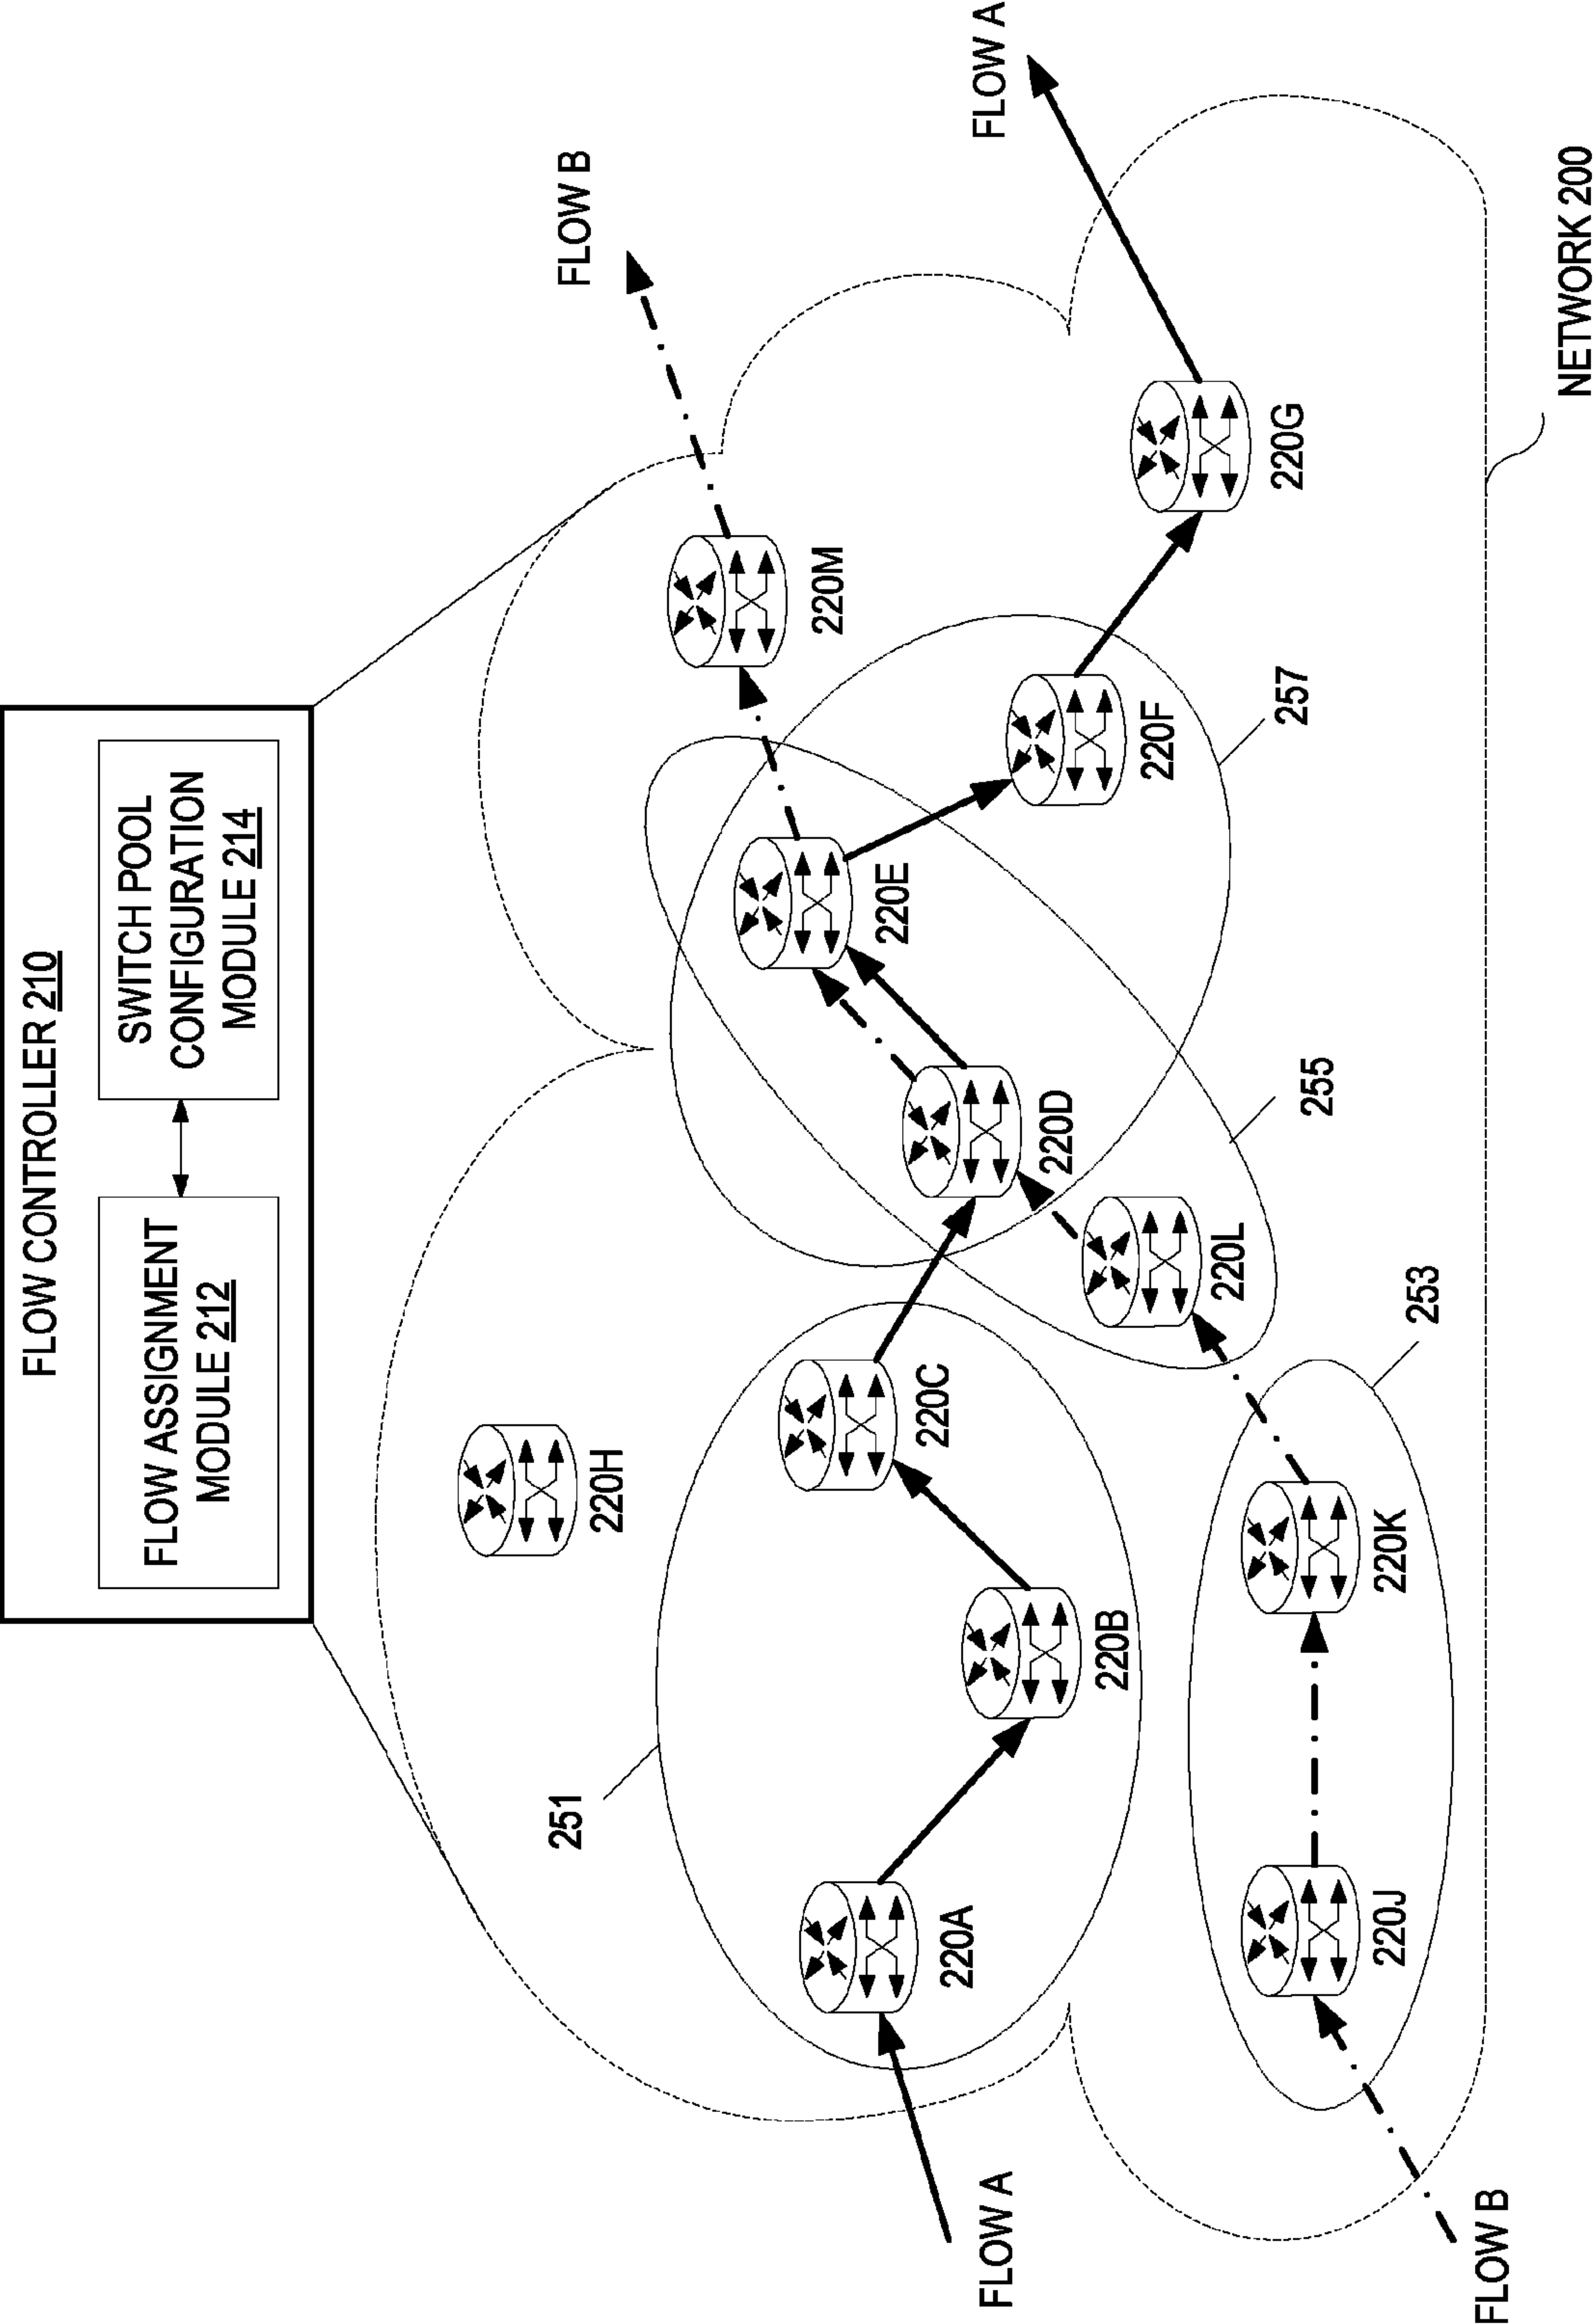 FLOW CONTROLLER 210
FLOW ASSIGNMENT
MODULE 212
SWITCH POOL
CONFIGURATION
MODULE 214
FLOW B
FLOW A
220H
220M
251
220C
220E
220A
220B
220D
220F
220G
220L
257
255
253
220J
220K
FLOW A
FLOW B
NETWORK 200